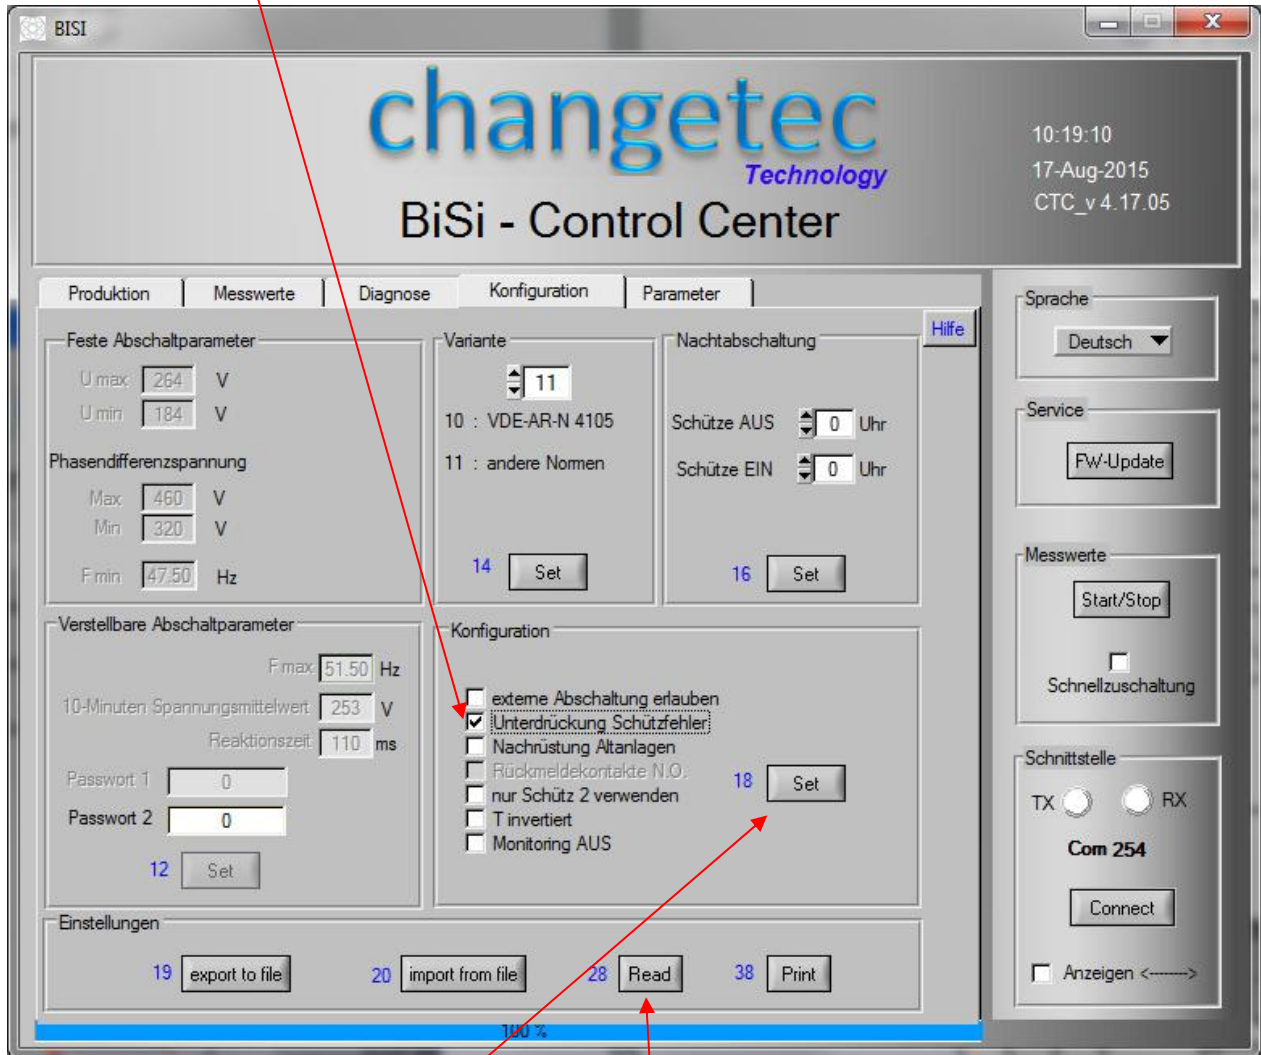 BISI
changetec
Technology
BiSi - Control Center
10:19:10
17-Aug-2015
CTC_v 4.17.05
Produktion
Messwerte
Diagnose
Konfiguration
Parameter
Hilfe
Feste Abschaltparameter
U max 264 V
U min 184 V
Phasendifferenzspannung
Max 460 V
Min 320 V
F min 47.50 Hz
Variante
11
10 : VDE-AR-N 4105
11 : andere Normen
14 Set
Nachtabschaltung
Schütze AUS 0 Uhr
Schütze EIN 0 Uhr
16 Set
Verstellbare Abschaltparameter
F max 51.50 Hz
10-Minuten Spannungsmittelwert 253 V
Reaktionszeit 110 ms
Passwort 1 0
Passwort 2 0
12 Set
Konfiguration
externe Abschaltung erlauben
Unterdrückung Schützfehler
Nachrüstung Altanlagen
Rückmeldekontakte N.O.
nur Schütz 2 verwenden
T invertiert
Monitoring AUS
18 Set
Einstellungen
19 export to file
20 import from file
28 Read
38 Print
100 %
Sprache
Deutsch
Service
FW-Update
Messwerte
Start/Stop
Schnellzuschaltung
Schnittstelle
TX RX
Com 254
Connect
Anzeigen <-------->